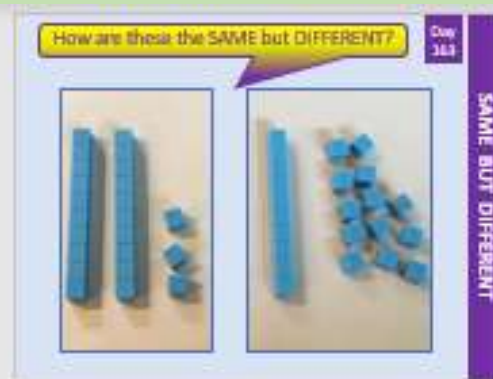 How are these the SAME but DIFFERENT?
Day
163
SAME BUT DIFFERENT